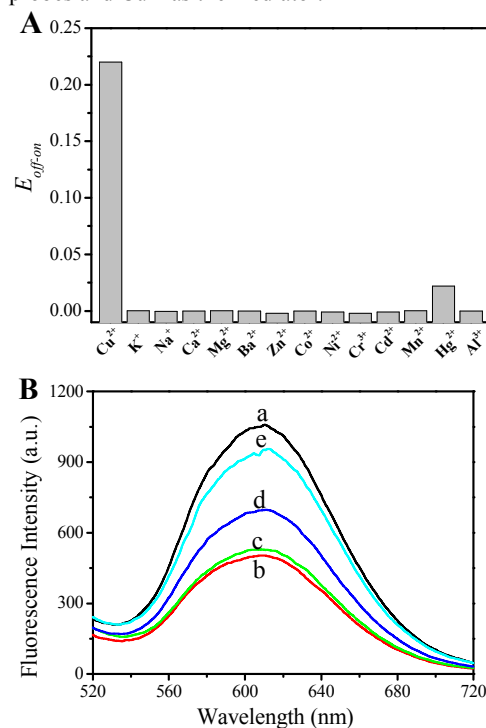 A
0.25
0.20
0.15
0.10
0.05
0.00
E off-on
Cu²⁺ K⁺ Na⁺ Ca²⁺ Mg²⁺ Ba²⁺ Zn²⁺ Co²⁺ Ni²⁺ Cr³⁺ Cd²⁺ Mn²⁺ Hg²⁺ Al³⁺
B
1200
900
600
300
0
Fluorescence Intensity (a.u.)
a
e
d
c
b
520 560 600 640 680 720
Wavelength (nm)